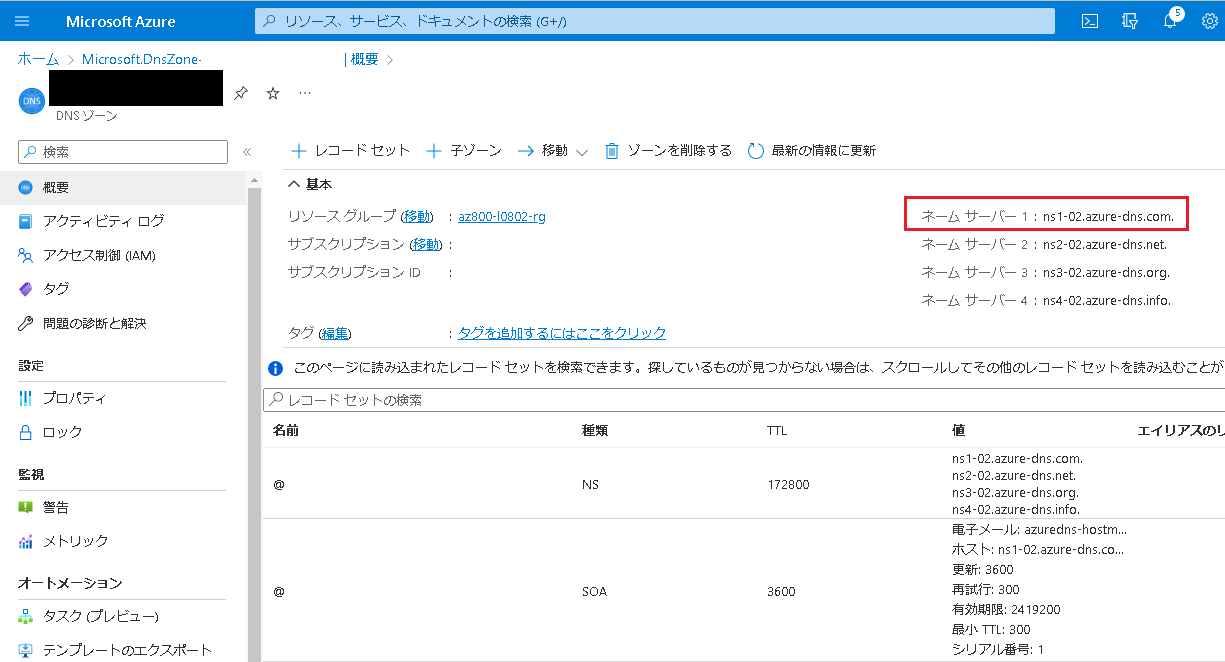 Microsoft Azure
リソース、サービス、ドキュメントの検索 (G+/)
5
ホーム > Microsoft.DnsZone- | 概要 >
DNS
DNS ゾーン
検索
«
+ レコード セット + 子ゾーン → 移動 ゾーンを削除する 最新の情報に更新
DNS 概要
アクティビティ ログ
アクセス制御 (IAM)
タグ
問題の診断と解決
設定
プロパティ
ロック
監視
警告
メトリック
オートメーション
タスク (プレビュー)
テンプレートのエクスポート
基本
リソース グループ (移動) : az800-l0802-rg
サブスクリプション (移動) :
サブスクリプション ID :
タグ (編集) : タグを追加するにはここをクリック
ネーム サーバー 1 : ns1-02.azure-dns.com.
ネーム サーバー 2 : ns2-02.azure-dns.net.
ネーム サーバー 3 : ns3-02.azure-dns.org.
ネーム サーバー 4 : ns4-02.azure-dns.info.
このページに読み込まれたレコード セットを検索できます。探しているものが見つからない場合は、スクロールしてその他のレコード セットを読み込むことが
レコード セットの検索
名前 種類 TTL 値 エイリアスのリ
@ NS 172800 ns1-02.azure-dns.com.
ns2-02.azure-dns.net.
ns3-02.azure-dns.org.
ns4-02.azure-dns.info.
@ SOA 3600 電子メール: azuredns-hostm...
ホスト: ns1-02.azure-dns.co...
更新: 3600
再試行: 300
有効期限: 2419200
最小 TTL: 300
シリアル番号: 1